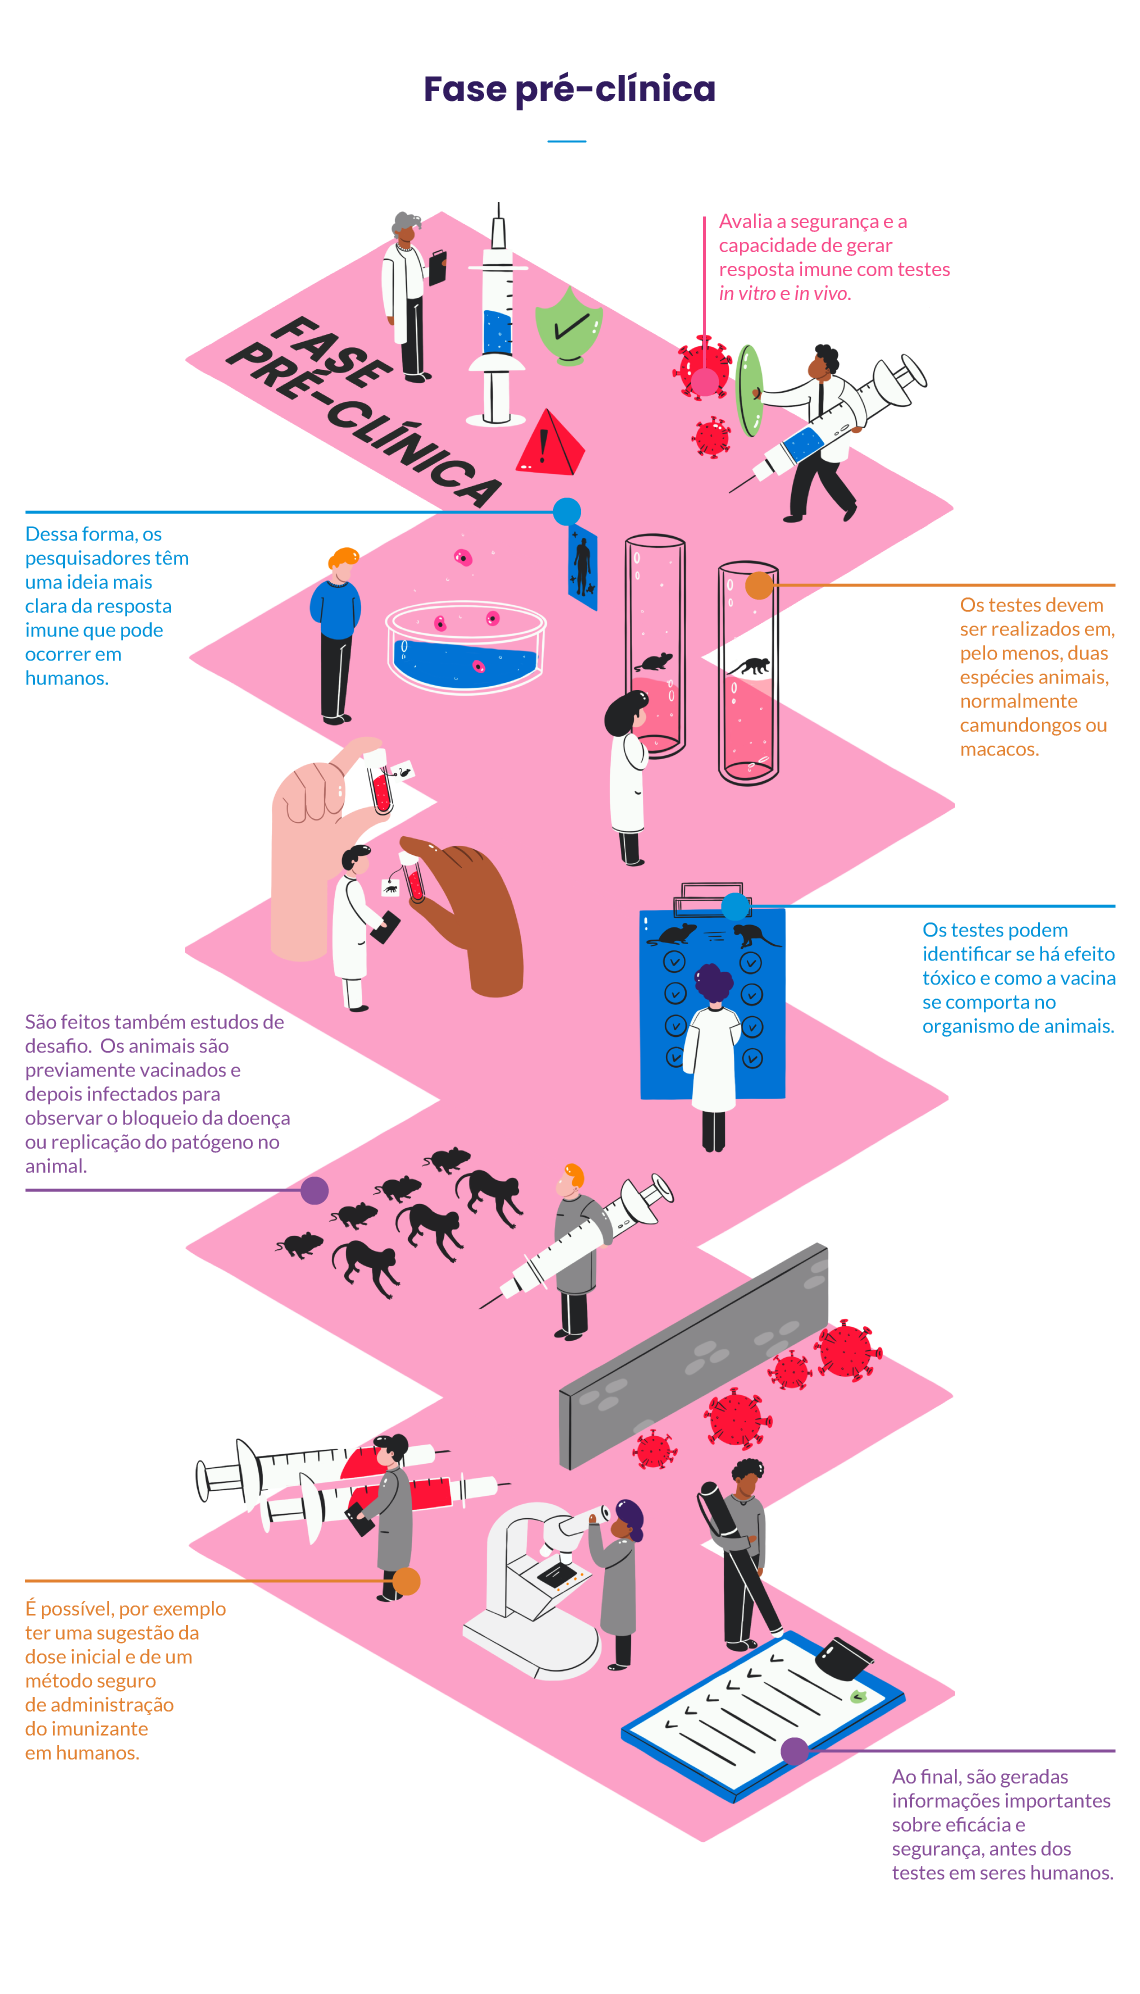 Fase pré-clínica
FASE
PRÉ-CLÍNICA
Avalia a segurança e a
capacidade de gerar
resposta imune com testes
in vitro e in vivo.
Dessa forma, os
pesquisadores têm
uma ideia mais
clara da resposta
imune que pode
ocorrer em
humanos.
Os testes devem
ser realizados em,
pelo menos, duas
espécies animais,
normalmente
camundongos ou
macacos.
Os testes podem
identificar se há efeito
tóxico e como a vacina
se comporta no
organismo de animais.
São feitos também estudos de
desafio.  Os animais são
previamente vacinados e
depois infectados para
observar o bloqueio da doença
ou replicação do patógeno no
animal.
É possível, por exemplo
ter uma sugestão da
dose inicial e de um
método seguro
de administração
do imunizante
em humanos.
Ao final, são geradas
informações importantes
sobre eficácia e
segurança, antes dos
testes em seres humanos.